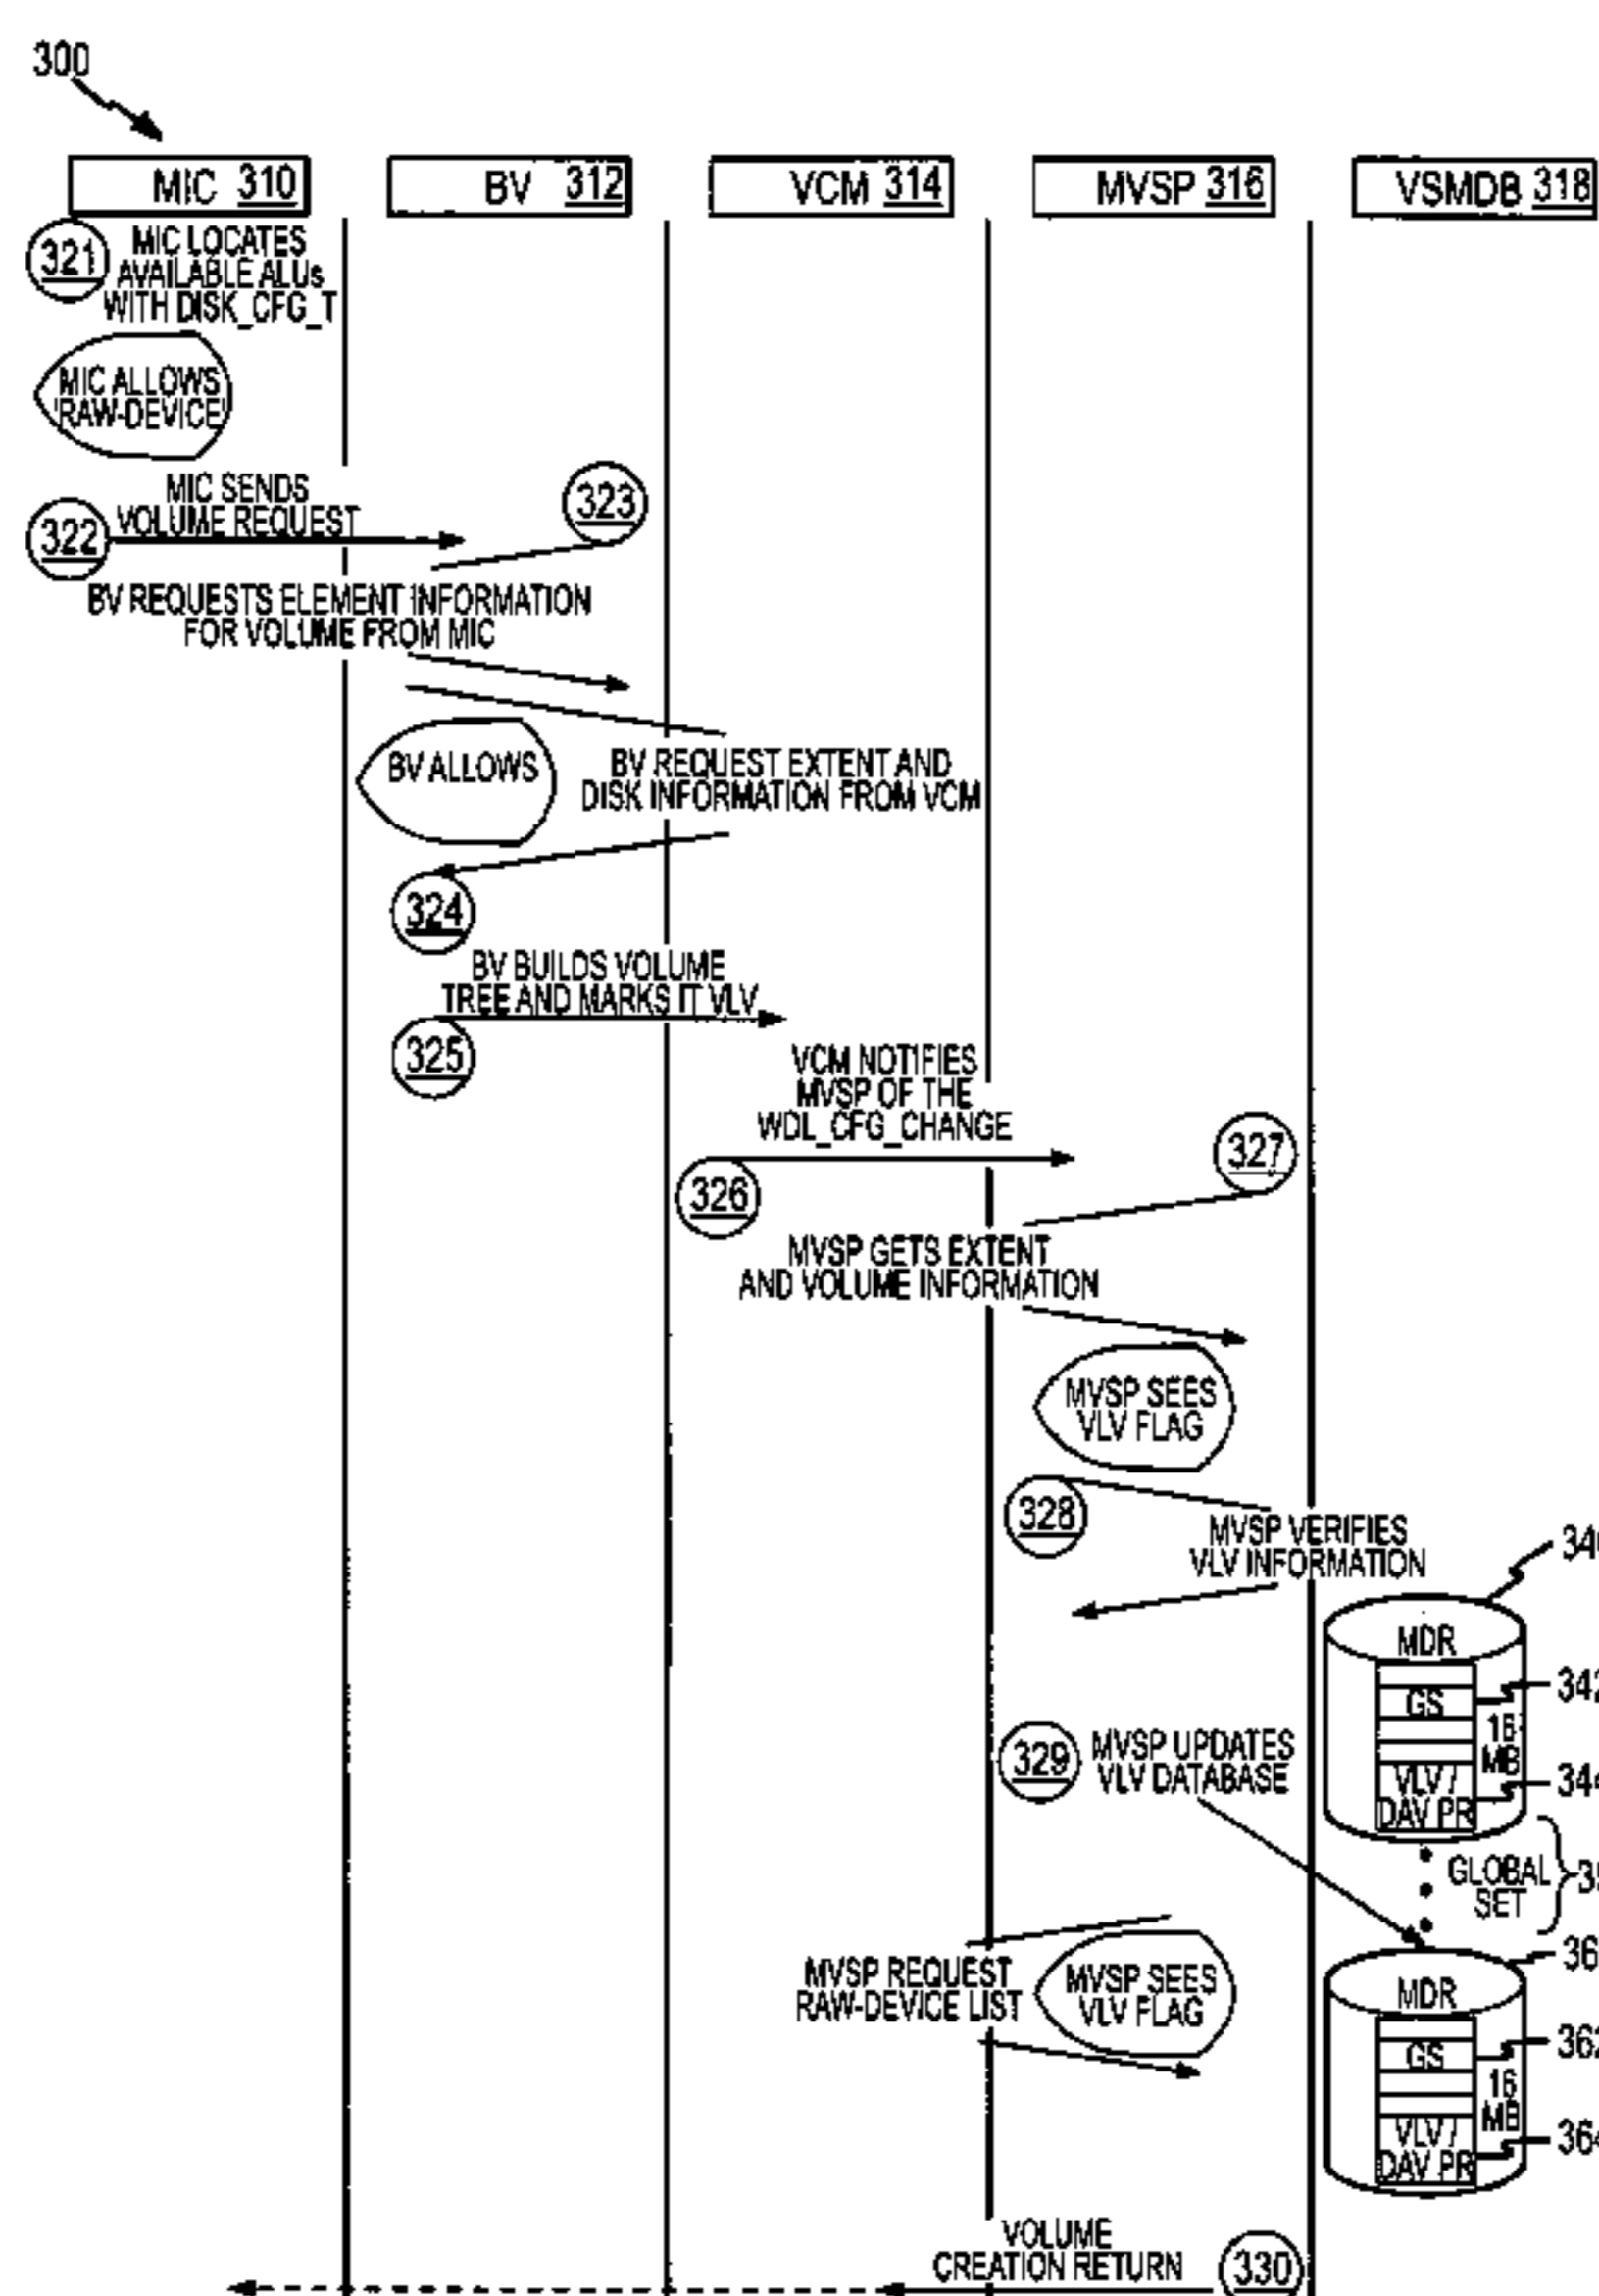 300
MIC 310
BV 312
VCM 314
MVSP 316
VSMDB 318
321
MIC LOCATES
AVAILABLE ALUs
WITH DISK_CFG_T
MIC ALLOWS
'RAW-DEVICE'
MIC SENDS
VOLUME REQUEST
322
323
BV REQUESTS ELEMENT INFORMATION
FOR VOLUME FROM MIC
BV ALLOWS
BV REQUEST EXTENT AND
DISK INFORMATION FROM VCM
324
BV BUILDS VOLUME
TREE AND MARKS IT VLV
325
VCM NOTIFIES
MVSP OF THE
WDL_CFG_CHANGE
326
327
MVSP GETS EXTENT
AND VOLUME INFORMATION
MVSP SEES
VLV FLAG
328
MVSP VERIFIES
VLV INFORMATION
MDR
GS
342
16
MB
VLV /
DAV PR
344
329
MVSP UPDATES
VLV DATABASE
GLOBAL
SET
MVSP REQUEST
RAW-DEVICE LIST
MVSP SEES
VLV FLAG
MDR
GS
362
16
MB
VLV /
DAV PR
364
VOLUME
CREATION RETURN
330